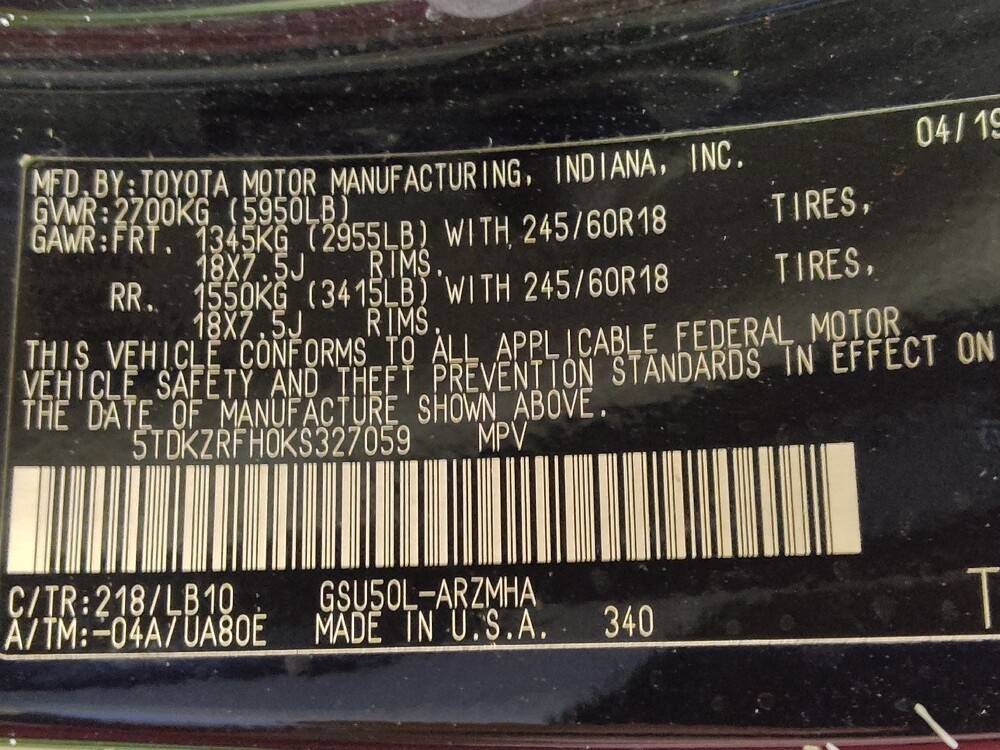 04/19
MFD.BY:TOYOTA MOTOR MANUFACTURING, INDIANA, INC.
GVWR:2700KG (5950LB)
GAWR:FRT. 1345KG (2955LB) WITH 245/60R18 TIRES,
18X7.5J RIMS.
RR. 1550KG (3415LB) WITH 245/60R18 TIRES,
18X7.5J RIMS.
THIS VEHICLE CONFORMS TO ALL APPLICABLE FEDERAL MOTOR
VEHICLE SAFETY AND THEFT PREVENTION STANDARDS IN EFFECT ON
THE DATE OF MANUFACTURE SHOWN ABOVE.
5TDKZRFH0KS327059 MPV
C/TR:218/LB10 GSU50L-ARZMHA
A/TM:-04A/UA80E MADE IN U.S.A. 340
T